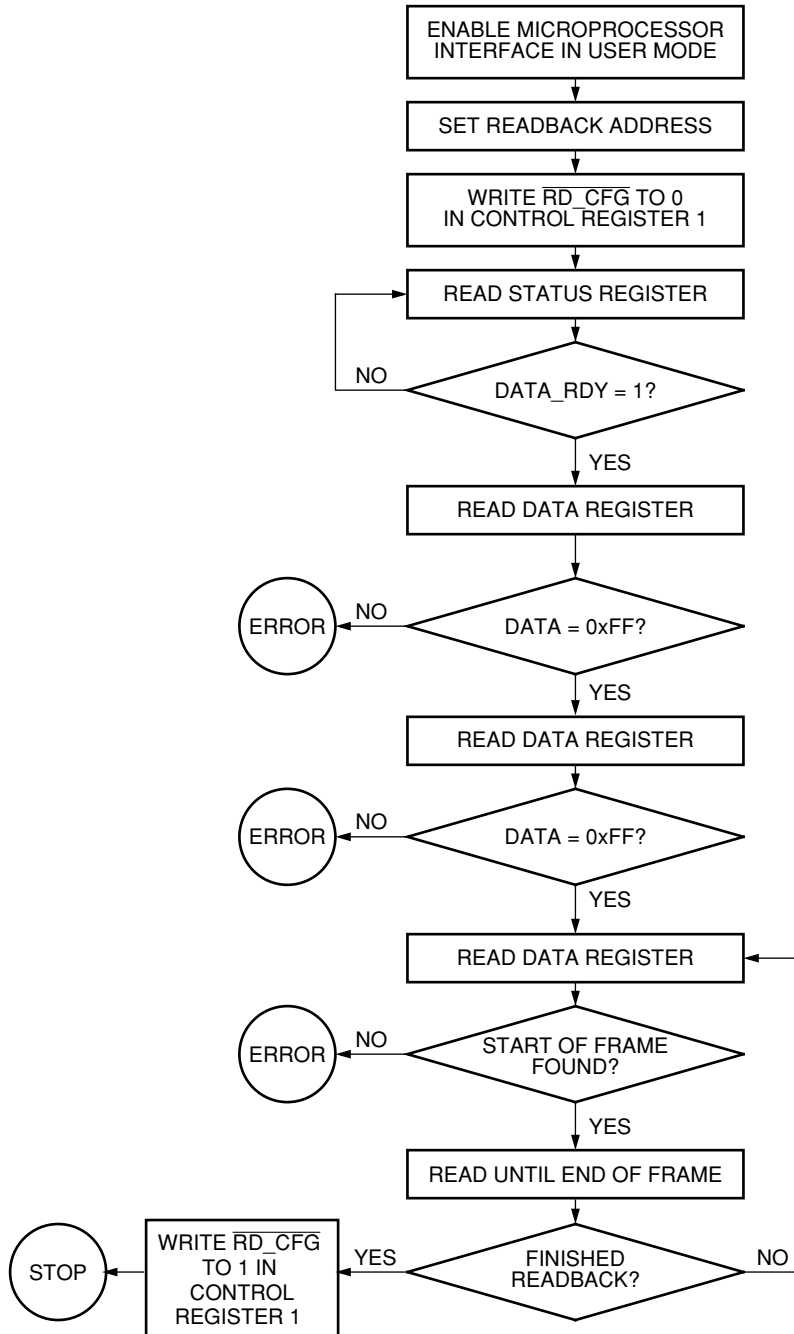 ENABLE MICROPROCESSOR
INTERFACE IN USER MODE
SET READBACK ADDRESS
WRITE RD_CFG TO 0
IN CONTROL REGISTER 1
READ STATUS REGISTER
NO
DATA_RDY = 1?
YES
READ DATA REGISTER
ERROR
NO
DATA = 0xFF?
YES
READ DATA REGISTER
ERROR
NO
DATA = 0xFF?
YES
READ DATA REGISTER
ERROR
NO
START OF FRAME
FOUND?
YES
READ UNTIL END OF FRAME
STOP
WRITE RD_CFG
TO 1 IN
CONTROL
REGISTER 1
YES
FINISHED
READBACK?
NO